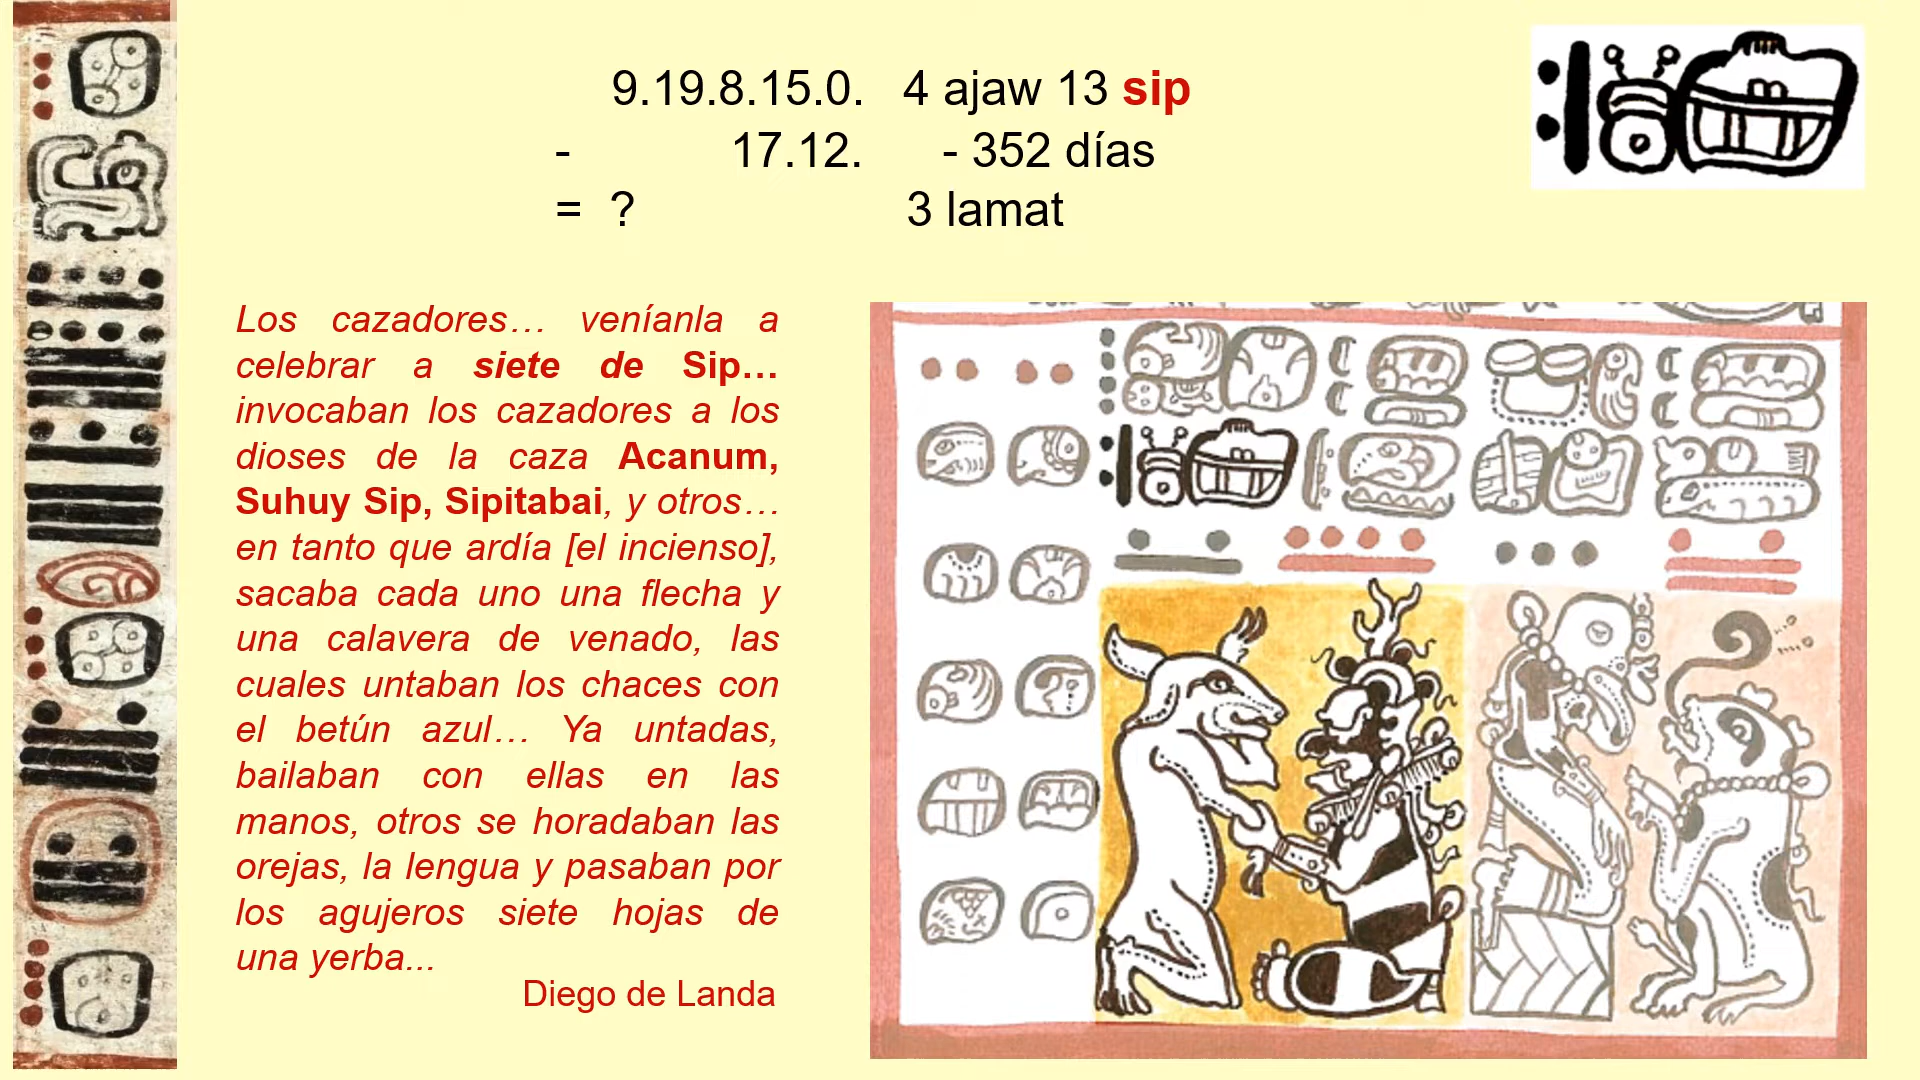 9.19.8.15.0. 4 ajaw 13 sip
- 17.12. - 352 días
= ? 3 lamat
Los cazadores… veníanla a
celebrar a siete de Sip…
invocaban los cazadores a los
dioses de la caza Acanum,
Suhuy Sip, Sipitabai, y otros…
en tanto que ardía [el incienso],
sacaba cada uno una flecha y
una calavera de venado, las
cuales untaban los chaces con
el betún azul… Ya untadas,
bailaban con ellas en las
manos, otros se horadaban las
orejas, la lengua y pasaban por
los agujeros siete hojas de
una yerba...
Diego de Landa